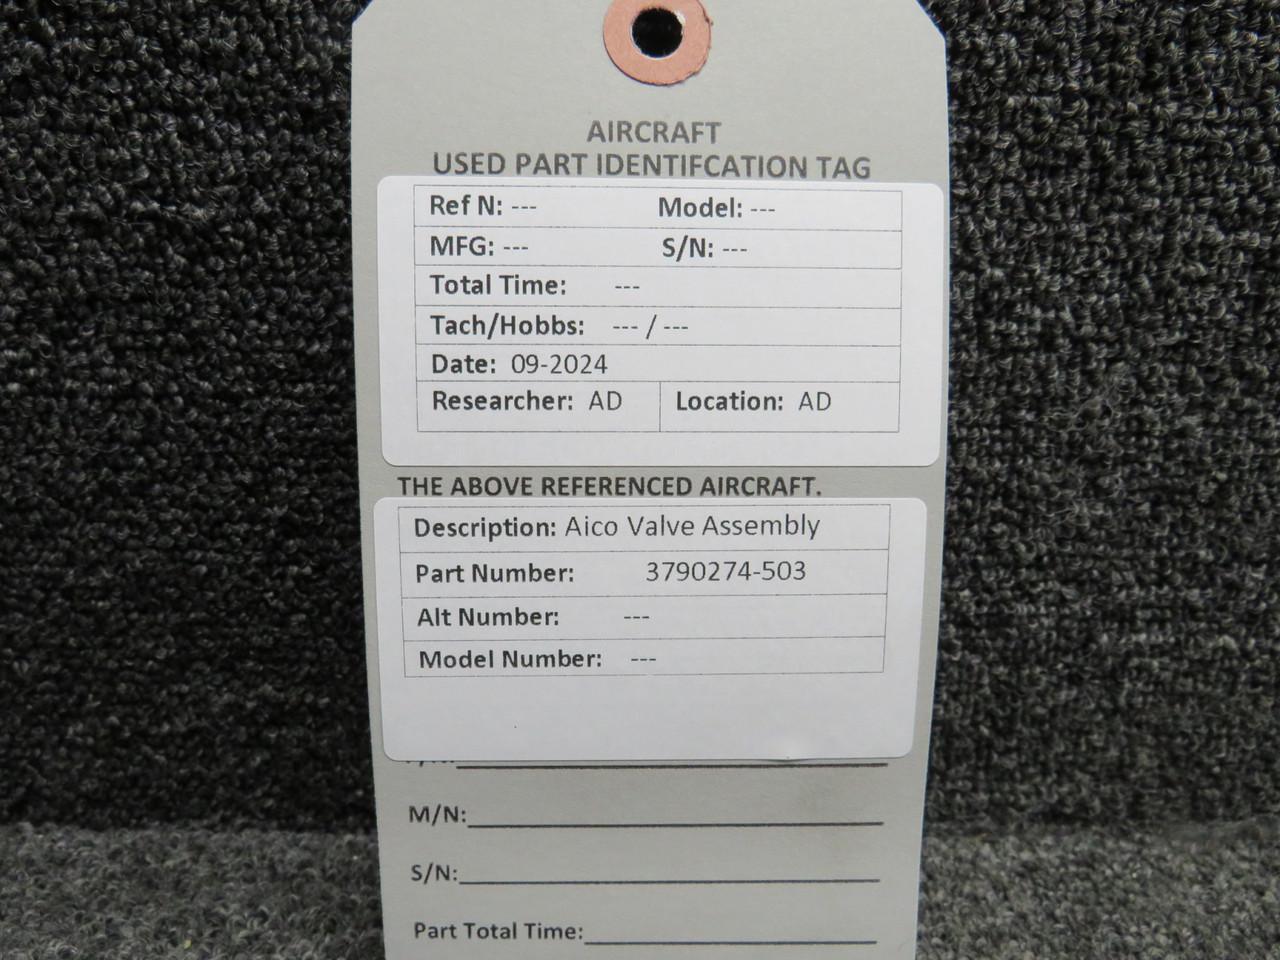 AIRCRAFT
USED PART IDENTIFCATION TAG
Ref N: --- Model: ---
MFG: --- S/N: ---
Total Time: ---
Tach/Hobbs: --- / ---
Date: 09-2024
Researcher: AD Location: AD
THE ABOVE REFERENCED AIRCRAFT.
Description: Aico Valve Assembly
Part Number: 3790274-503
Alt Number: ---
Model Number: ---
M/N:
S/N:
Part Total Time: